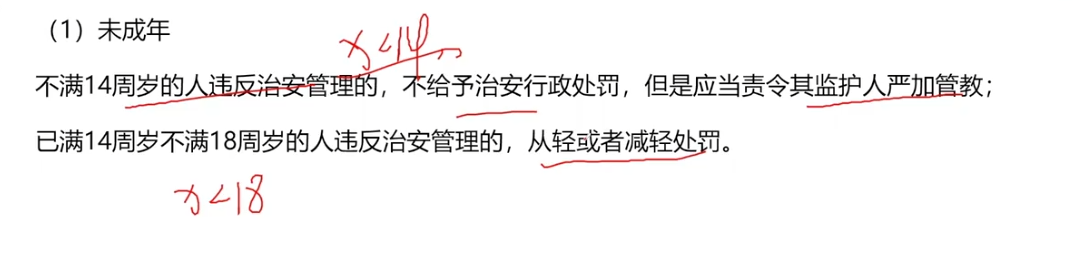 （1）未成年
x<14
不满14周岁的人违反治安管理的，不给予治安行政处罚，但是应当责令其监护人严加管教；
已满14周岁不满18周岁的人违反治安管理的，从轻或者减轻处罚。
x<18